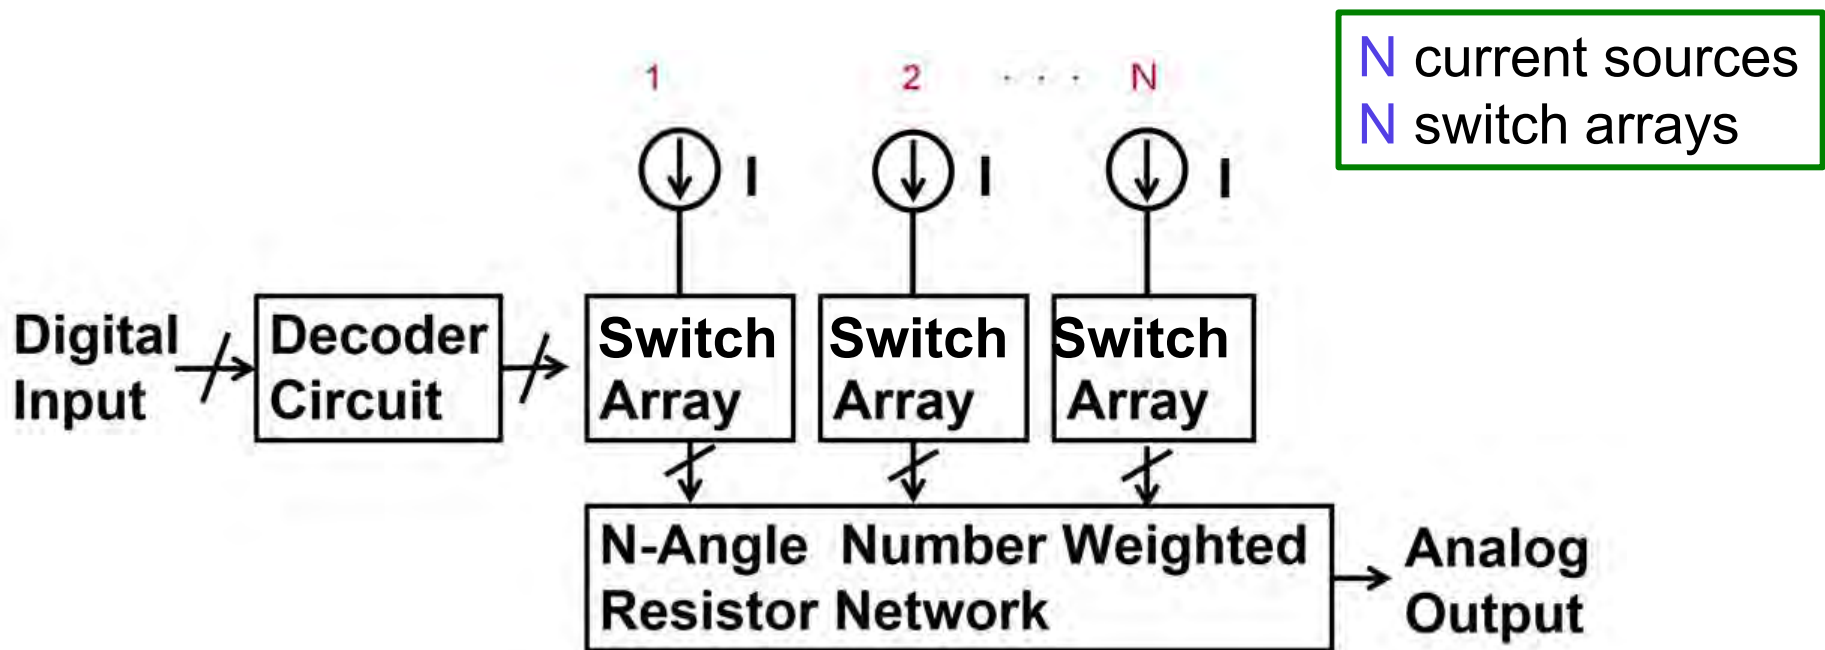 N current sources
N switch arrays
1 2 · · · N
I I I
Digital
Input
Decoder
Circuit
Switch
Array
Switch
Array
Switch
Array
N-Angle Number Weighted
Resistor Network
Analog
Output